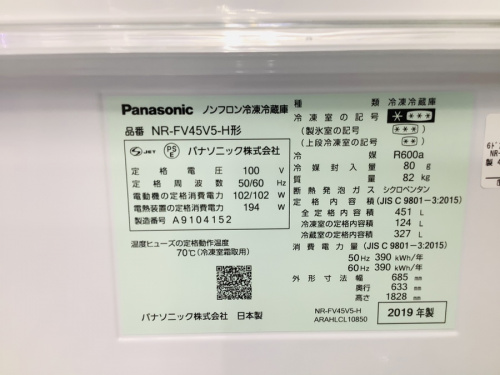 Panasonic ノンフロン冷凍冷蔵庫
品番 NR-FV45V5-H形
S JET PSE パナソニック株式会社
定格電圧 100 V
定格周波数 50/60 Hz
電動機の定格消費電力 102/102 W
電熱装置の定格消費電力 194 W
製造番号 A9104152
温度ヒューズの定格動作温度
70℃(冷凍室霜取用)
パナソニック株式会社 日本製
種類 冷凍冷蔵庫
冷凍室の記号 ＊＊＊＊
(製氷室の記号) ＊＊＊
(上段冷凍室の記号) ＊＊
冷媒 R600a
冷媒封入量 80 g
質量 82 kg
断熱発泡ガス シクロペンタン
定格内容積 (JIS C 9801-3:2015)
全定格内容積 451 L
冷凍室定格内容積 124 L
冷蔵室定格内容積 327 L
消費電力量 (JIS C 9801-3:2015)
50Hz 390 kWh/年
60Hz 390 kWh/年
外形寸法 幅 685 mm
奥行 633 mm
高さ 1828 mm
NR-FV45V5-H
ARAHLCL10850
2019年製
6ﾄﾞ
NR-
製 4